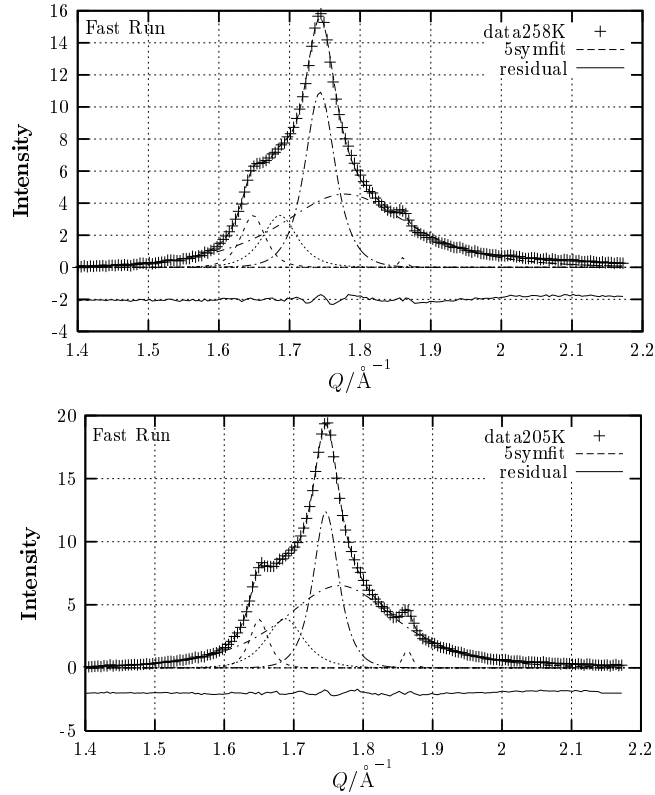 16
14
12
10
8
6
4
2
0
-2
-4
Intensity
Fast Run
data258K
5symfit
residual
1.4 1.5 1.6 1.7 1.8 1.9 2 2.1 2.2
Q/Å⁻¹
20
15
10
5
0
-5
Intensity
Fast Run
data205K
5symfit
residual
1.4 1.5 1.6 1.7 1.8 1.9 2 2.1 2.2
Q/Å⁻¹